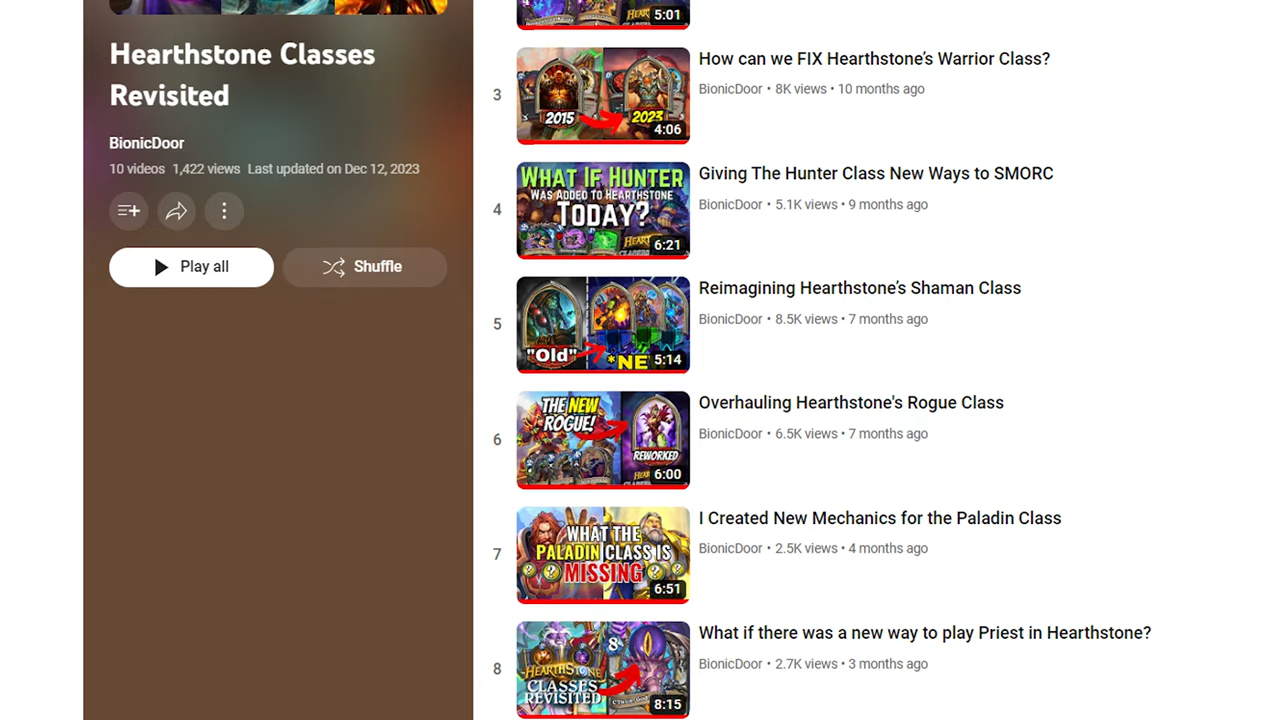 Hearthstone Classes
Revisited
BionicDoor
10 videos 1,422 views Last updated on Dec 12, 2023
Play all
Shuffle
5:01
3
2015
2023
4:06
How can we FIX Hearthstone’s Warrior Class?
BionicDoor • 8K views • 10 months ago
4
WHAT IF HUNTER
WAS ADDED TO HEARTHSTONE
TODAY?
6:21
Giving The Hunter Class New Ways to SMORC
BionicDoor • 5.1K views • 9 months ago
5
"Old"
*NE
5:14
Reimagining Hearthstone’s Shaman Class
BionicDoor • 8.5K views • 7 months ago
6
THE NEW
ROGUE!
REWORKED
6:00
Overhauling Hearthstone's Rogue Class
BionicDoor • 6.5K views • 7 months ago
7
WHAT THE
PALADIN CLASS IS
MISSING
6:51
I Created New Mechanics for the Paladin Class
BionicDoor • 2.5K views • 4 months ago
8
HEARTHSTONE
CLASSES
REVISITED
8
8:15
What if there was a new way to play Priest in Hearthstone?
BionicDoor • 2.7K views • 3 months ago